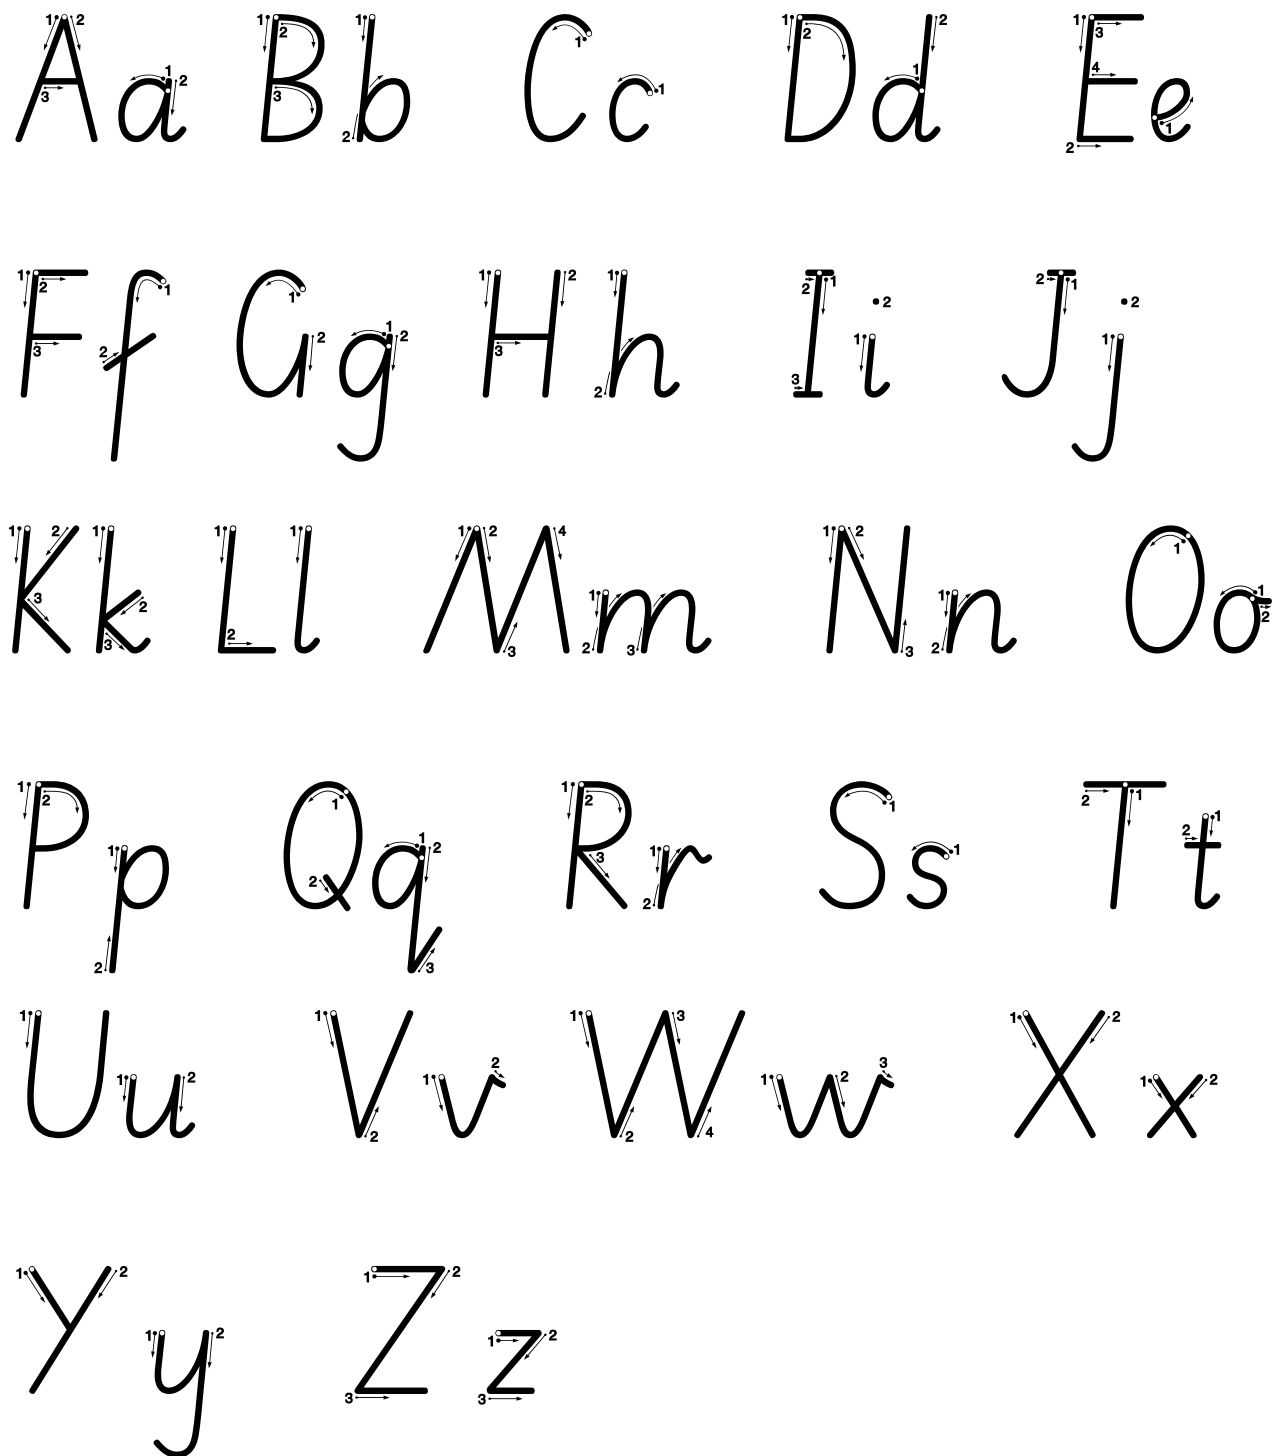 Aa Bb Cc Dd Ee
Ff Gg Hh Ii Jj
Kk Ll Mm Nn Oo
Pp Qq Rr Ss Tt
Uu Vv Ww Xx
Yy Zz